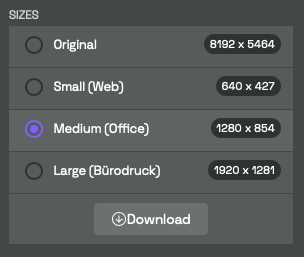 SIZES
Original 8192 x 5464
Small (Web) 640 x 427
Medium (Office) 1280 x 854
Large (Bürodruck) 1920 x 1281
Download